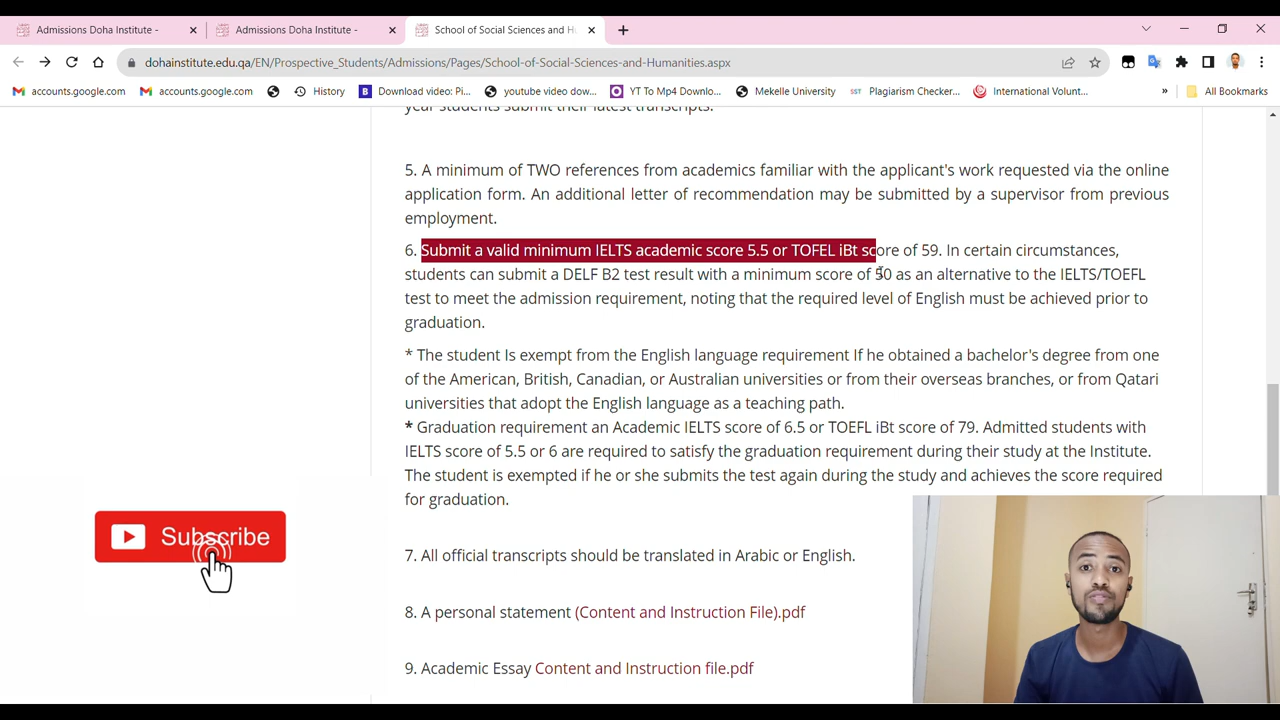 Admissions Doha Institute -
Admissions Doha Institute -
School of Social Sciences and Hu
dohainstitute.edu.qa/EN/Prospective_Students/Admissions/Pages/School-of-Social-Sciences-and-Humanities.aspx
accounts.google.com
accounts.google.com
History
Download video: Pi...
youtube video dow...
YT To Mp4 Downlo...
Mekelle University
SST
Plagiarism Checker...
International Volunt...
»
All Bookmarks
year students submit their latest transcripts.
5. A minimum of TWO references from academics familiar with the applicant's work requested via the online
application form. An additional letter of recommendation may be submitted by a supervisor from previous
employment.
6. Submit a valid minimum IELTS academic score 5.5 or TOFEL iBt score of 59. In certain circumstances,
students can submit a DELF B2 test result with a minimum score of 50 as an alternative to the IELTS/TOEFL
test to meet the admission requirement, noting that the required level of English must be achieved prior to
graduation.
* The student Is exempt from the English language requirement If he obtained a bachelor's degree from one
of the American, British, Canadian, or Australian universities or from their overseas branches, or from Qatari
universities that adopt the English language as a teaching path.
* Graduation requirement an Academic IELTS score of 6.5 or TOEFL iBt score of 79. Admitted students with
IELTS score of 5.5 or 6 are required to satisfy the graduation requirement during their study at the Institute.
The student is exempted if he or she submits the test again during the study and achieves the score required
for graduation.
Subscribe
7. All official transcripts should be translated in Arabic or English.
8. A personal statement (Content and Instruction File).pdf
9. Academic Essay Content and Instruction file.pdf